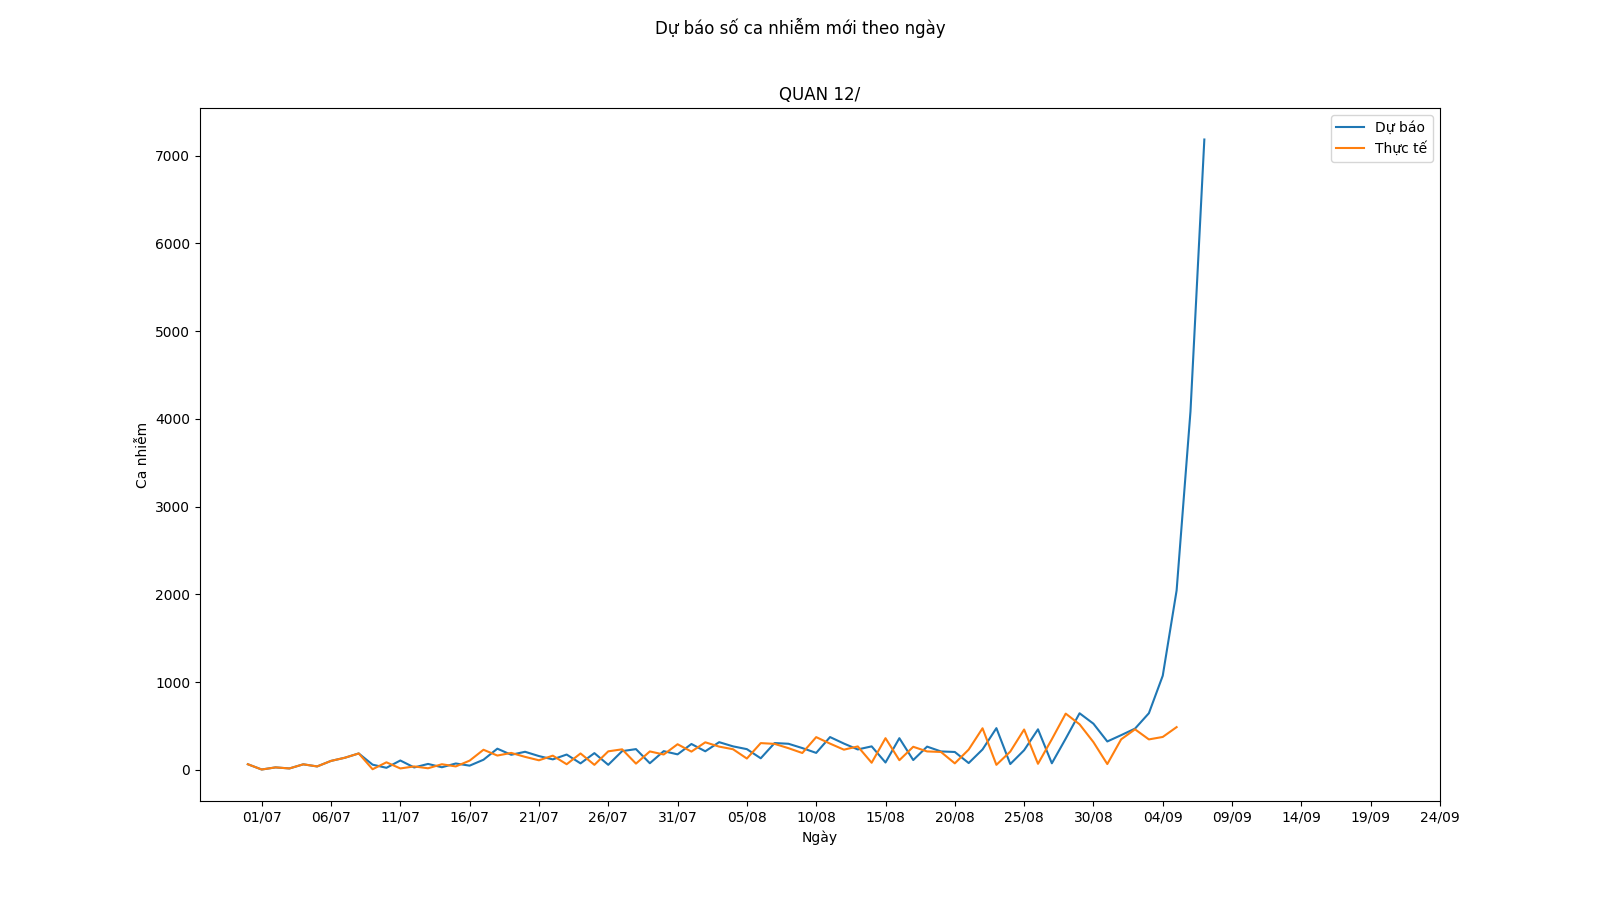 Dự báo số ca nhiễm mới theo ngày
QUAN 12/
Dự báo
Thực tế
7000
6000
5000
4000
3000
2000
1000
0
Ca nhiễm
01/07 06/07 11/07 16/07 21/07 26/07 31/07 05/08 10/08 15/08 20/08 25/08 30/08 04/09 09/09 14/09 19/09 24/09
Ngày